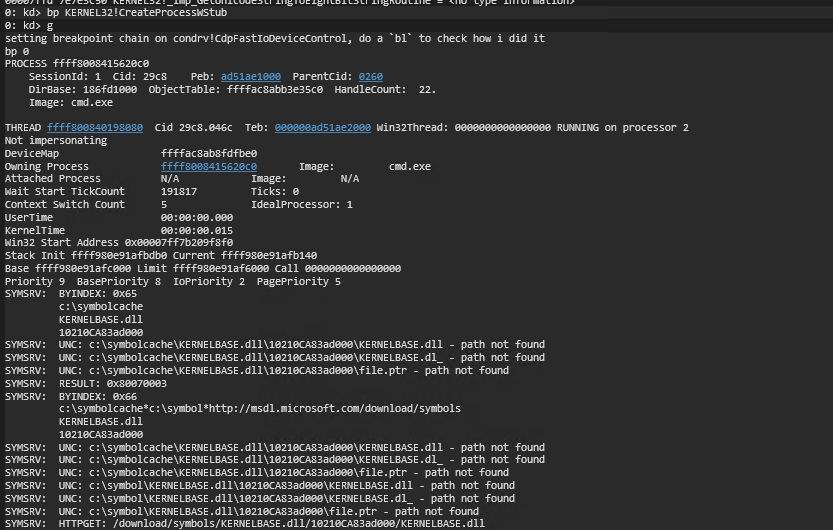 0: kd> bp KERNEL32!CreateProcessWStub
0: kd> g
setting breakpoint chain on condrv!CdpFastIoDeviceControl, do a `bl` to check how i did it
bp 0
PROCESS ffff8008415620c0
    SessionId: 1  Cid: 29c8    Peb: ad51ae1000  ParentCid: 0260
    DirBase: 186fd1000  ObjectTable: ffffac8abb3e35c0  HandleCount:  22.
    Image: cmd.exe

THREAD ffff800840198080  Cid 29c8.046c  Teb: 000000ad51ae2000 Win32Thread: 0000000000000000 RUNNING on processor 2
Not impersonating
DeviceMap                 ffffac8ab8fdfbe0
Owning Process            ffff8008415620c0       Image:         cmd.exe
Attached Process          N/A            Image:         N/A
Wait Start TickCount      191817         Ticks: 0
Context Switch Count      5              IdealProcessor: 1
UserTime                  00:00:00.000
KernelTime                00:00:00.015
Win32 Start Address 0x00007ff7b209f8f0
Stack Init ffff980e91afbdb0 Current ffff980e91afb140
Base ffff980e91afc000 Limit ffff980e91af6000 Call 0000000000000000
Priority 9  BasePriority 8  IoPriority 2  PagePriority 5
SYMSRV:  BYINDEX: 0x65
         c:\symbolcache
         KERNELBASE.dll
         10210CA83ad000
SYMSRV:  UNC: c:\symbolcache\KERNELBASE.dll\10210CA83ad000\KERNELBASE.dll - path not found
SYMSRV:  UNC: c:\symbolcache\KERNELBASE.dll\10210CA83ad000\KERNELBASE.dl_ - path not found
SYMSRV:  UNC: c:\symbolcache\KERNELBASE.dll\10210CA83ad000\file.ptr - path not found
SYMSRV:  RESULT: 0x80070003
SYMSRV:  BYINDEX: 0x66
         c:\symbolcache*c:\symbol*http://msdl.microsoft.com/download/symbols
         KERNELBASE.dll
         10210CA83ad000
SYMSRV:  UNC: c:\symbolcache\KERNELBASE.dll\10210CA83ad000\KERNELBASE.dll - path not found
SYMSRV:  UNC: c:\symbolcache\KERNELBASE.dll\10210CA83ad000\KERNELBASE.dl_ - path not found
SYMSRV:  UNC: c:\symbolcache\KERNELBASE.dll\10210CA83ad000\file.ptr - path not found
SYMSRV:  UNC: c:\symbol\KERNELBASE.dll\10210CA83ad000\KERNELBASE.dll - path not found
SYMSRV:  UNC: c:\symbol\KERNELBASE.dll\10210CA83ad000\KERNELBASE.dl_ - path not found
SYMSRV:  UNC: c:\symbol\KERNELBASE.dll\10210CA83ad000\file.ptr - path not found
SYMSRV:  HTTPGET: /download/symbols/KERNELBASE.dll/10210CA83ad000/KERNELBASE.dll